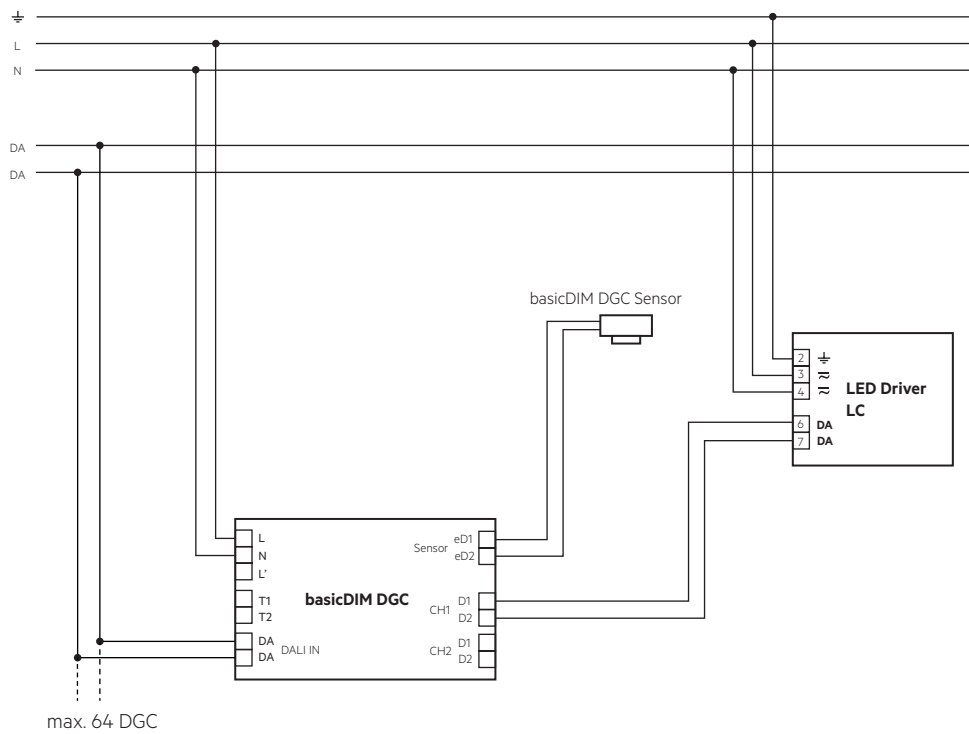 L
N
DA
DA
basicDIM DGC Sensor
2
3
4
6 DA
7 DA
LED Driver
LC
L
N
L'
T1
T2
DA
DA
DALI IN
basicDIM DGC
Sensor
eD1
eD2
CH1
D1
D2
CH2
D1
D2
max. 64 DGC